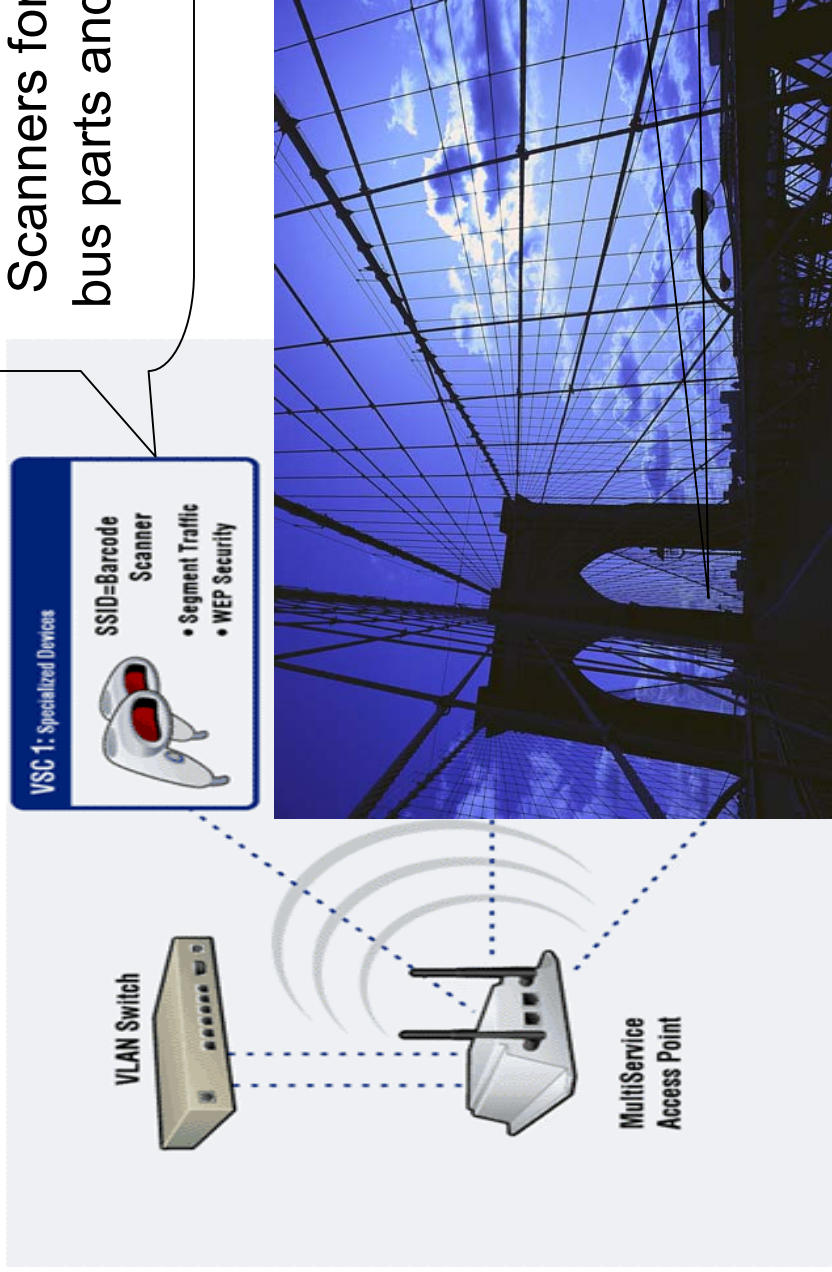 Scanners for
bus parts and
VSC 1: Specialized Devices
SSID=Barcode
Scanner
• Segment Traffic
• WEP Security
VLAN Switch
MultiService
Access Point